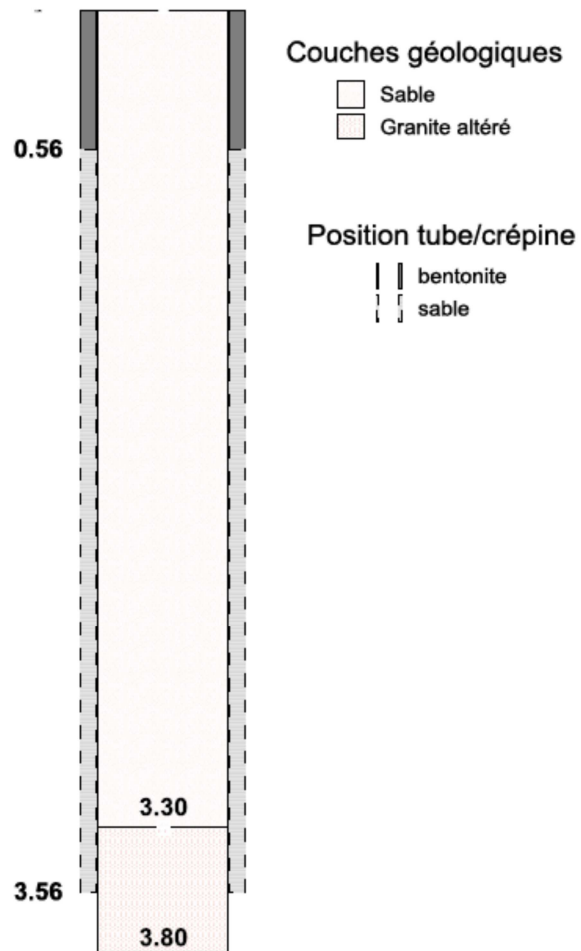 Couches géologiques
Sable
Granite altéré
0.56
Position tube/crépine
bentonite
sable
3.30
3.56
3.80